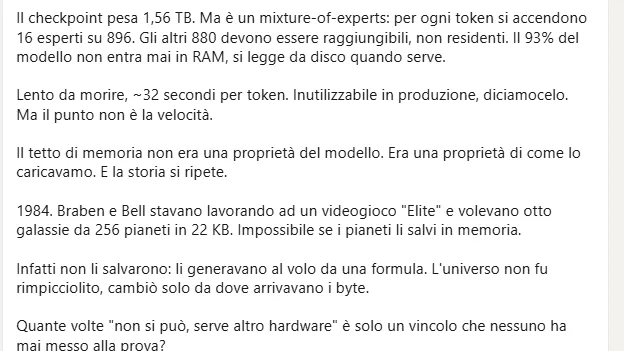 Il checkpoint pesa 1,56 TB. Ma è un mixture-of-experts: per ogni token si accendono
16 esperti su 896. Gli altri 880 devono essere raggiungibili, non residenti. Il 93% del
modello non entra mai in RAM, si legge da disco quando serve.
Lento da morire, ~32 secondi per token. Inutilizzabile in produzione, diciamocelo.
Ma il punto non è la velocità.
Il tetto di memoria non era una proprietà del modello. Era una proprietà di come lo
caricavamo. E la storia si ripete.
1984. Braben e Bell stavano lavorando ad un videogioco "Elite" e volevano otto
galassie da 256 pianeti in 22 KB. Impossibile se i pianeti li salvi in memoria.
Infatti non li salvarono: li generavano al volo da una formula. L'universo non fu
rimpicciolito, cambiò solo da dove arrivavano i byte.
Quante volte "non si può, serve altro hardware" è solo un vincolo che nessuno ha
mai messo alla prova?